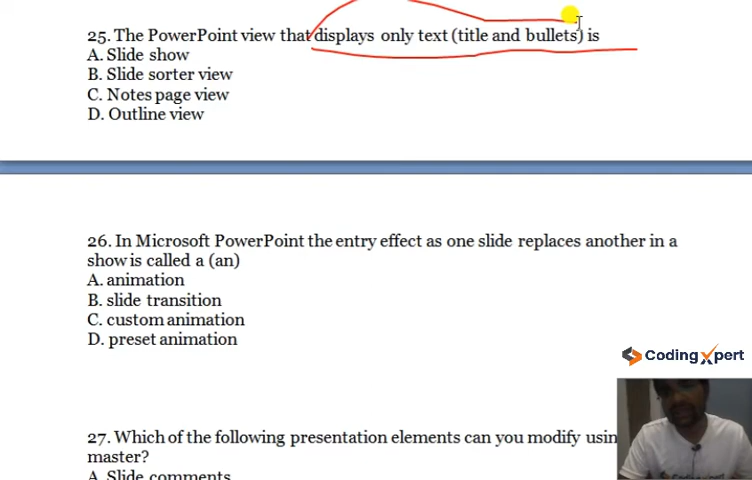 25. The PowerPoint view that displays only text (title and bullets) is
A. Slide show
B. Slide sorter view
C. Notes page view
D. Outline view
26. In Microsoft PowerPoint the entry effect as one slide replaces another in a
show is called a (an)
A. animation
B. slide transition
C. custom animation
D. preset animation
CodingXpert
27. Which of the following presentation elements can you modify usin
master?
A. Slide comments